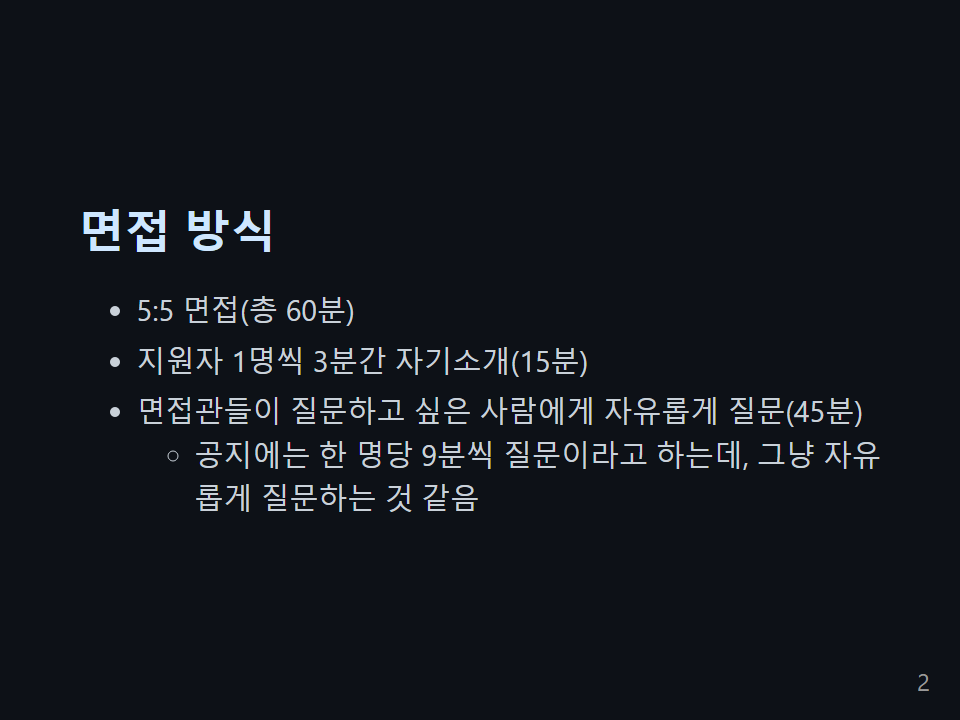 면접 방식
5:5 면접(총 60분)
지원자 1명씩 3분간 자기소개(15분)
면접관들이 질문하고 싶은 사람에게 자유롭게 질문(45분)
공지에는 한 명당 9분씩 질문이라고 하는데, 그냥 자유
롭게 질문하는 것 같음
2